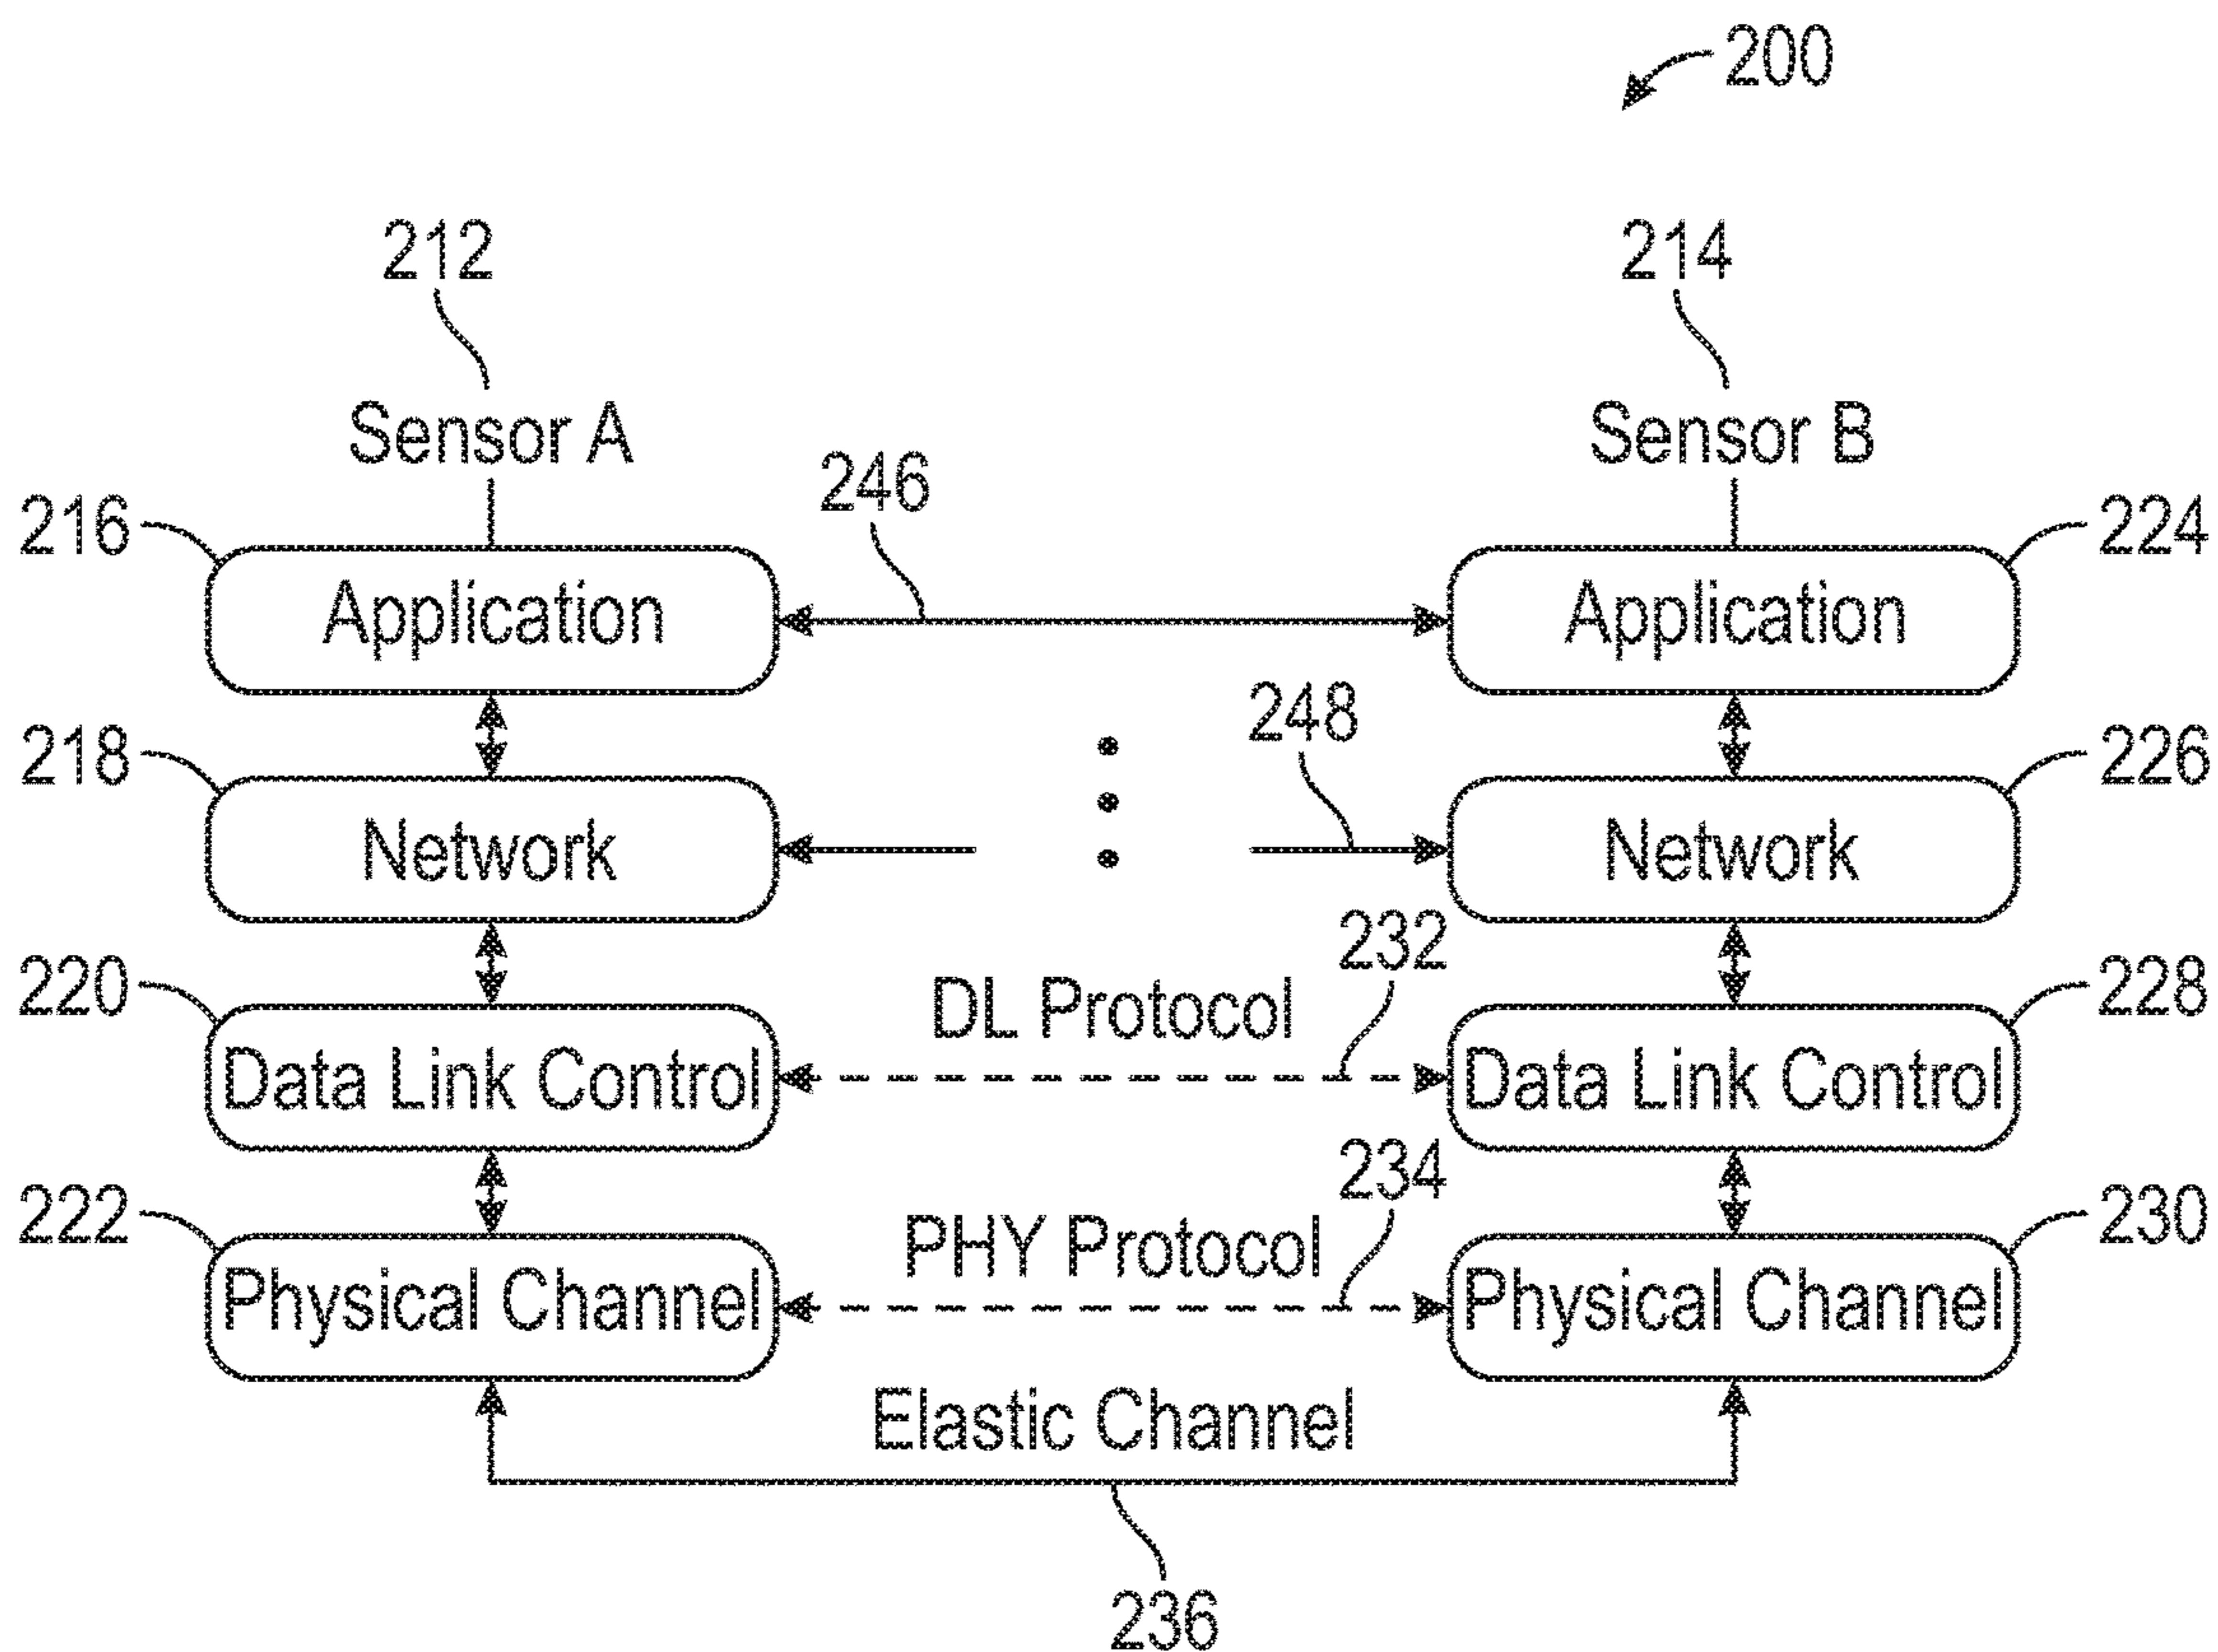 200
212
214
Sensor A
Sensor B
246
216
224
Application
Application
248
218
226
Network
Network
232
220
228
DL Protocol
Data Link Control
Data Link Control
234
222
230
PHY Protocol
Physical Channel
Physical Channel
Elastic Channel
236